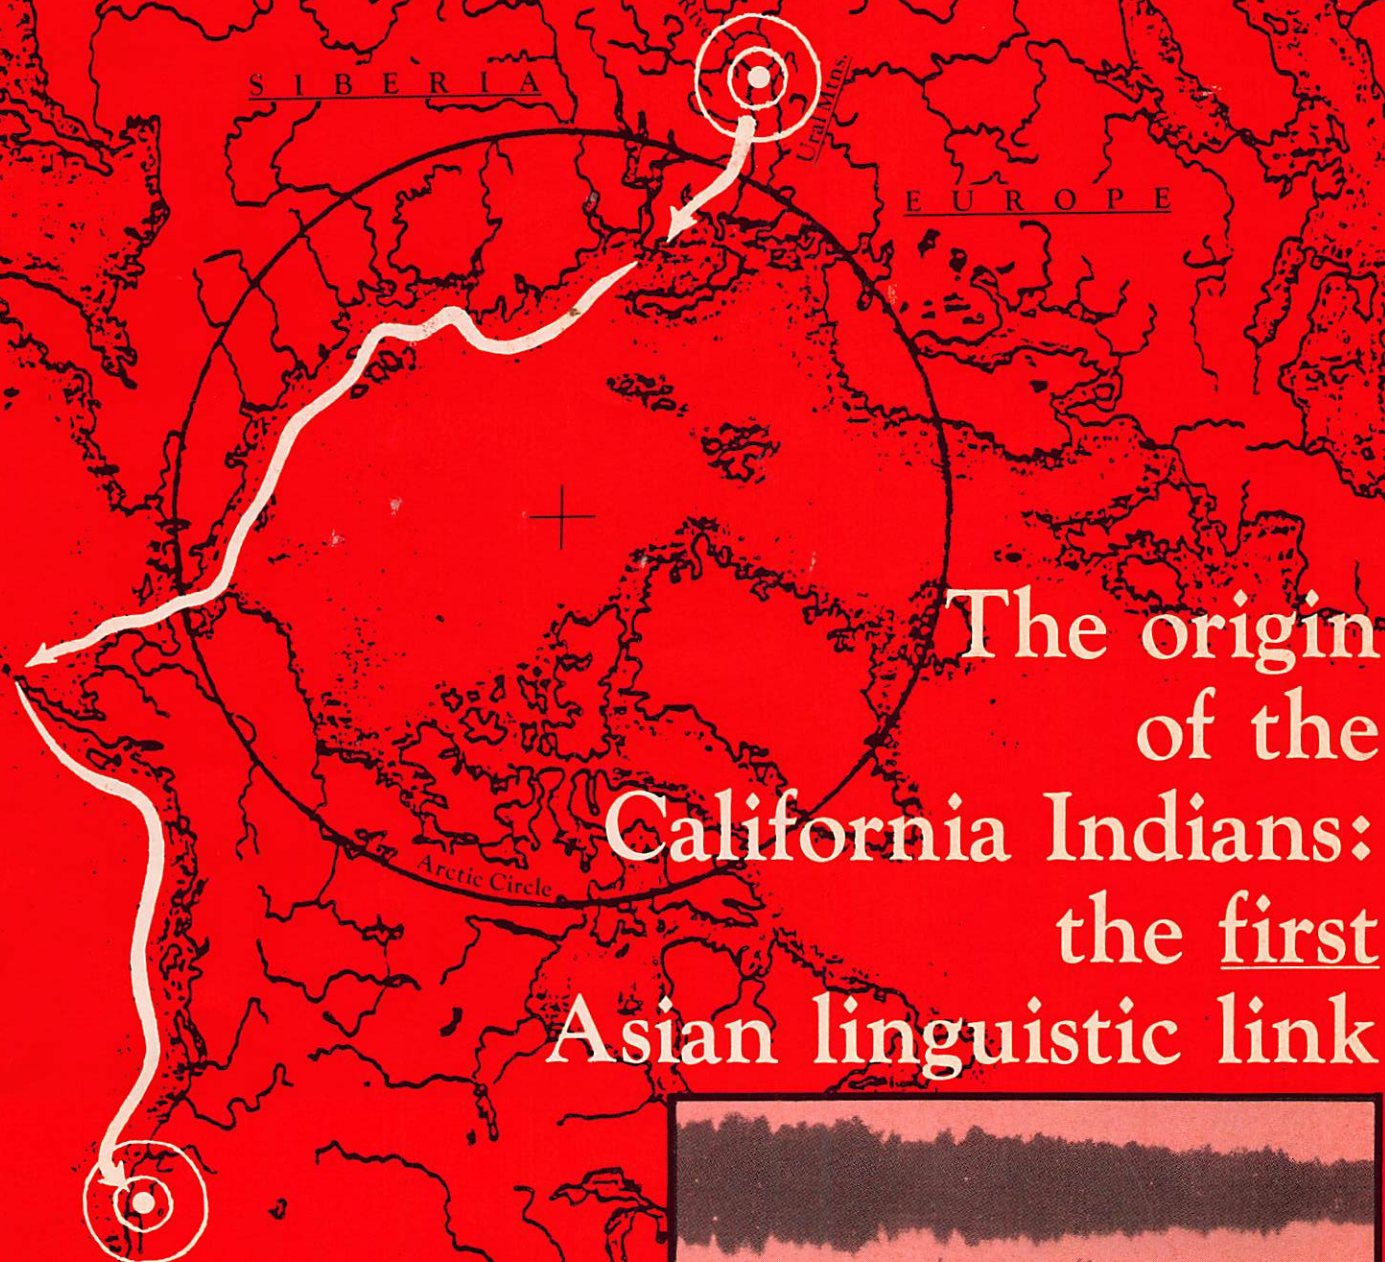 SIBERIA
Ural Mtns.
EUROPE
The origin
of the
California Indians:
the first
Asian linguistic link
Arctic Circle